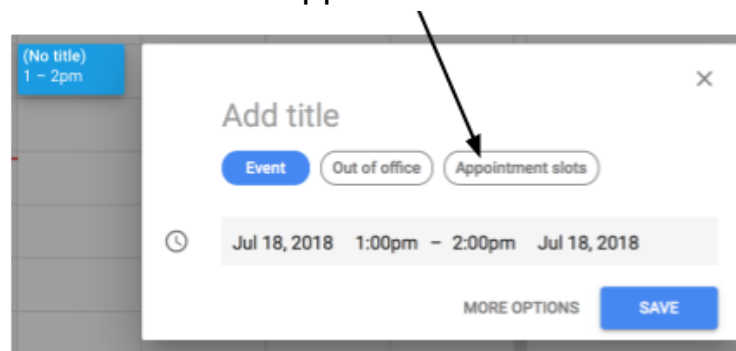 (No title)
1 – 2pm
×
Add title
Event Out of office Appointment slots
Jul 18, 2018 1:00pm – 2:00pm Jul 18, 2018
MORE OPTIONS SAVE